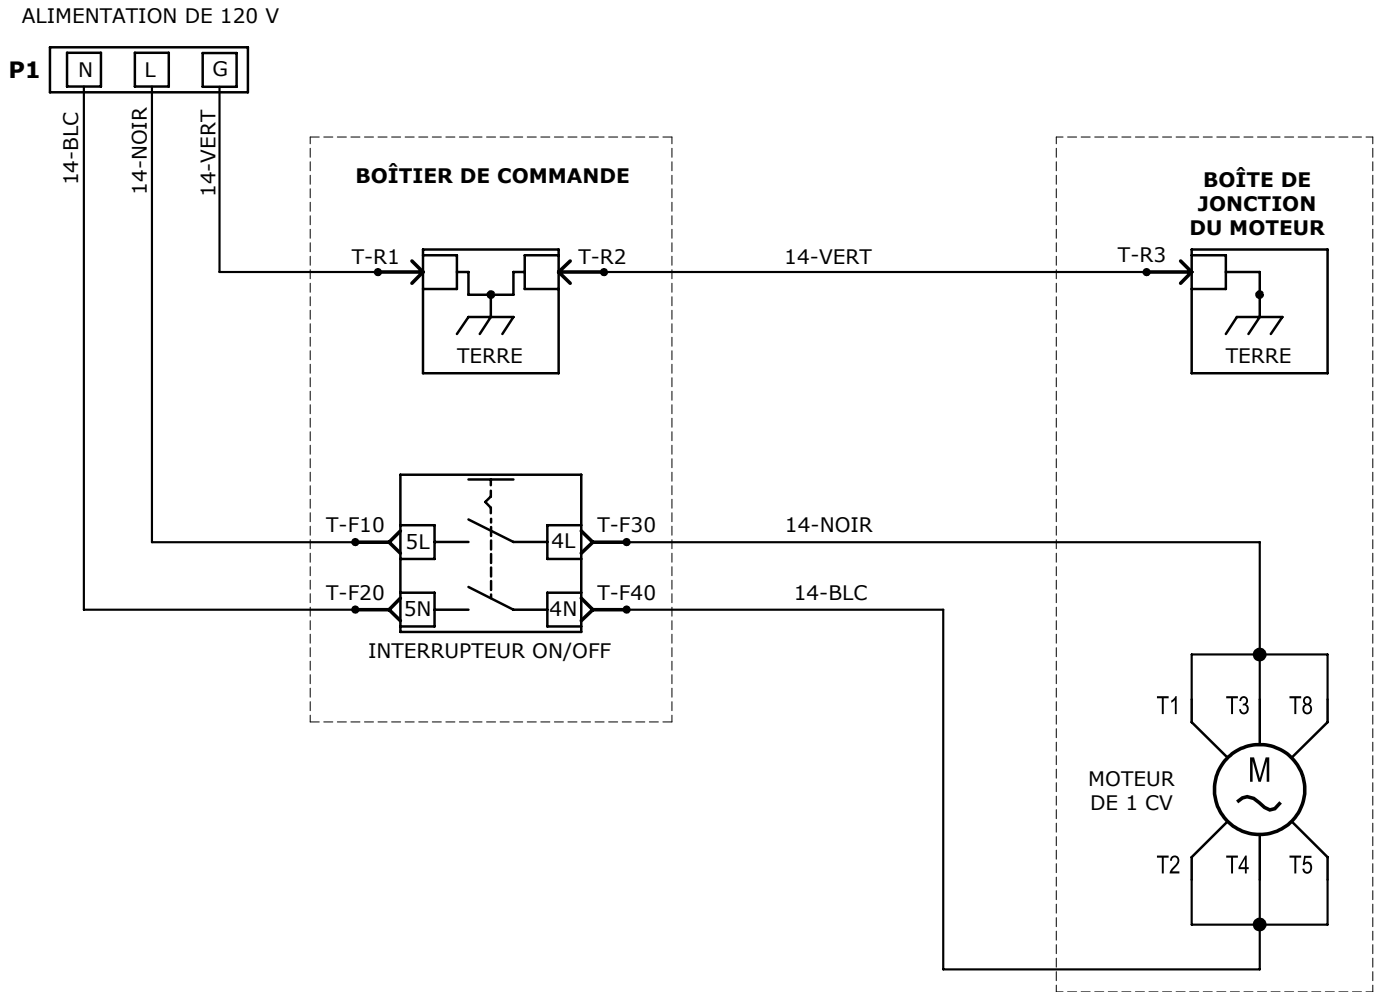 ALIMENTATION DE 120 V
P1
N
L
G
14-BLC
14-NOIR
14-VERT
BOÎTIER DE COMMANDE
T-R1
T-R2
TERRE
14-VERT
BOÎTE DE
JONCTION
DU MOTEUR
T-R3
TERRE
T-F10
5L
4L
T-F30
14-NOIR
T-F20
5N
4N
T-F40
14-BLC
INTERRUPTEUR ON/OFF
T1
T3
T8
MOTEUR
DE 1 CV
M
T2
T4
T5